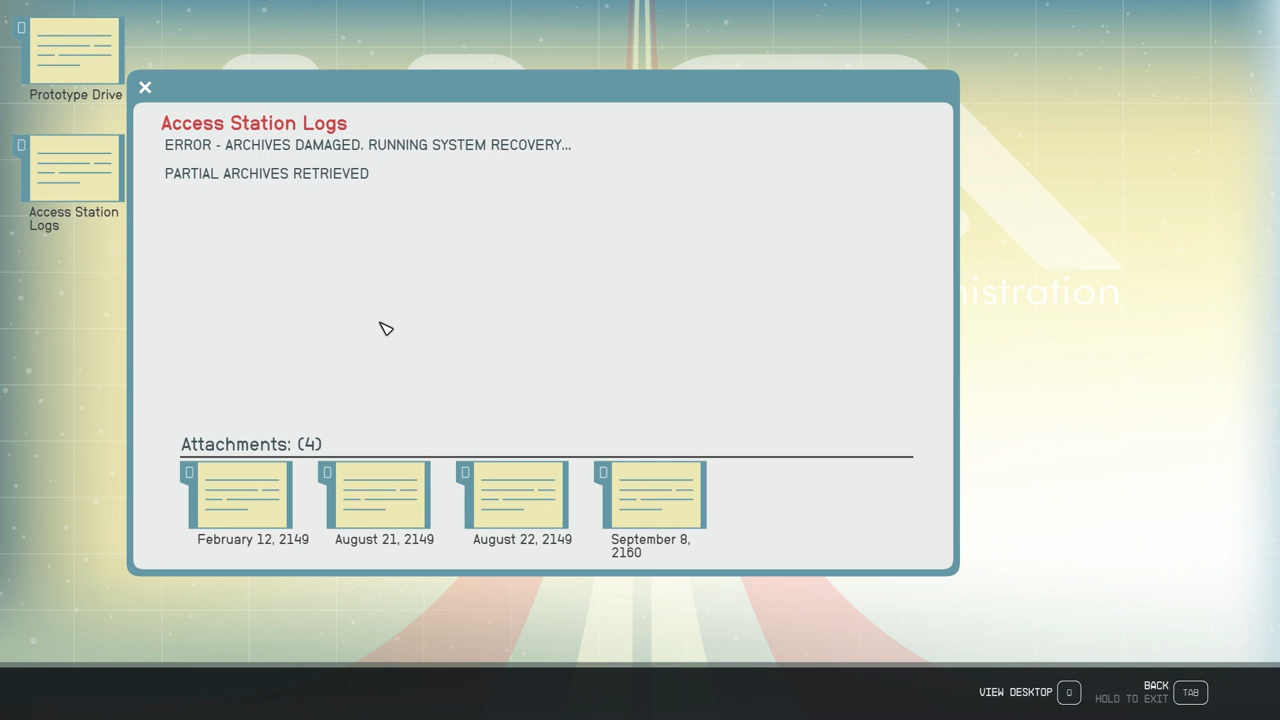 Prototype Drive
Access Station
Logs
Access Station Logs
ERROR - ARCHIVES DAMAGED. RUNNING SYSTEM RECOVERY...
PARTIAL ARCHIVES RETRIEVED
nistration
Attachments: (4)
February 12, 2149
August 21, 2149
August 22, 2149
September 8,
2160
VIEW DESKTOP Q
BACK
HOLD TO EXIT TAB